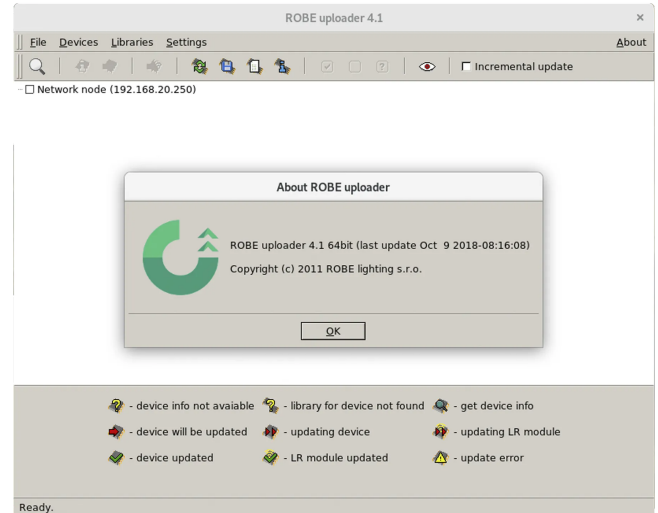 ROBE uploader 4.1
×
File Devices Libraries Settings About
? Incremental update
Network node (192.168.20.250)
About ROBE uploader
ROBE uploader 4.1 64bit (last update Oct 9 2018-08:16:08)
Copyright (c) 2011 ROBE lighting s.r.o.
OK
- device info not avaiable - library for device not found - get device info
- device will be updated - updating device - updating LR module
- device updated - LR module updated - update error
Ready.